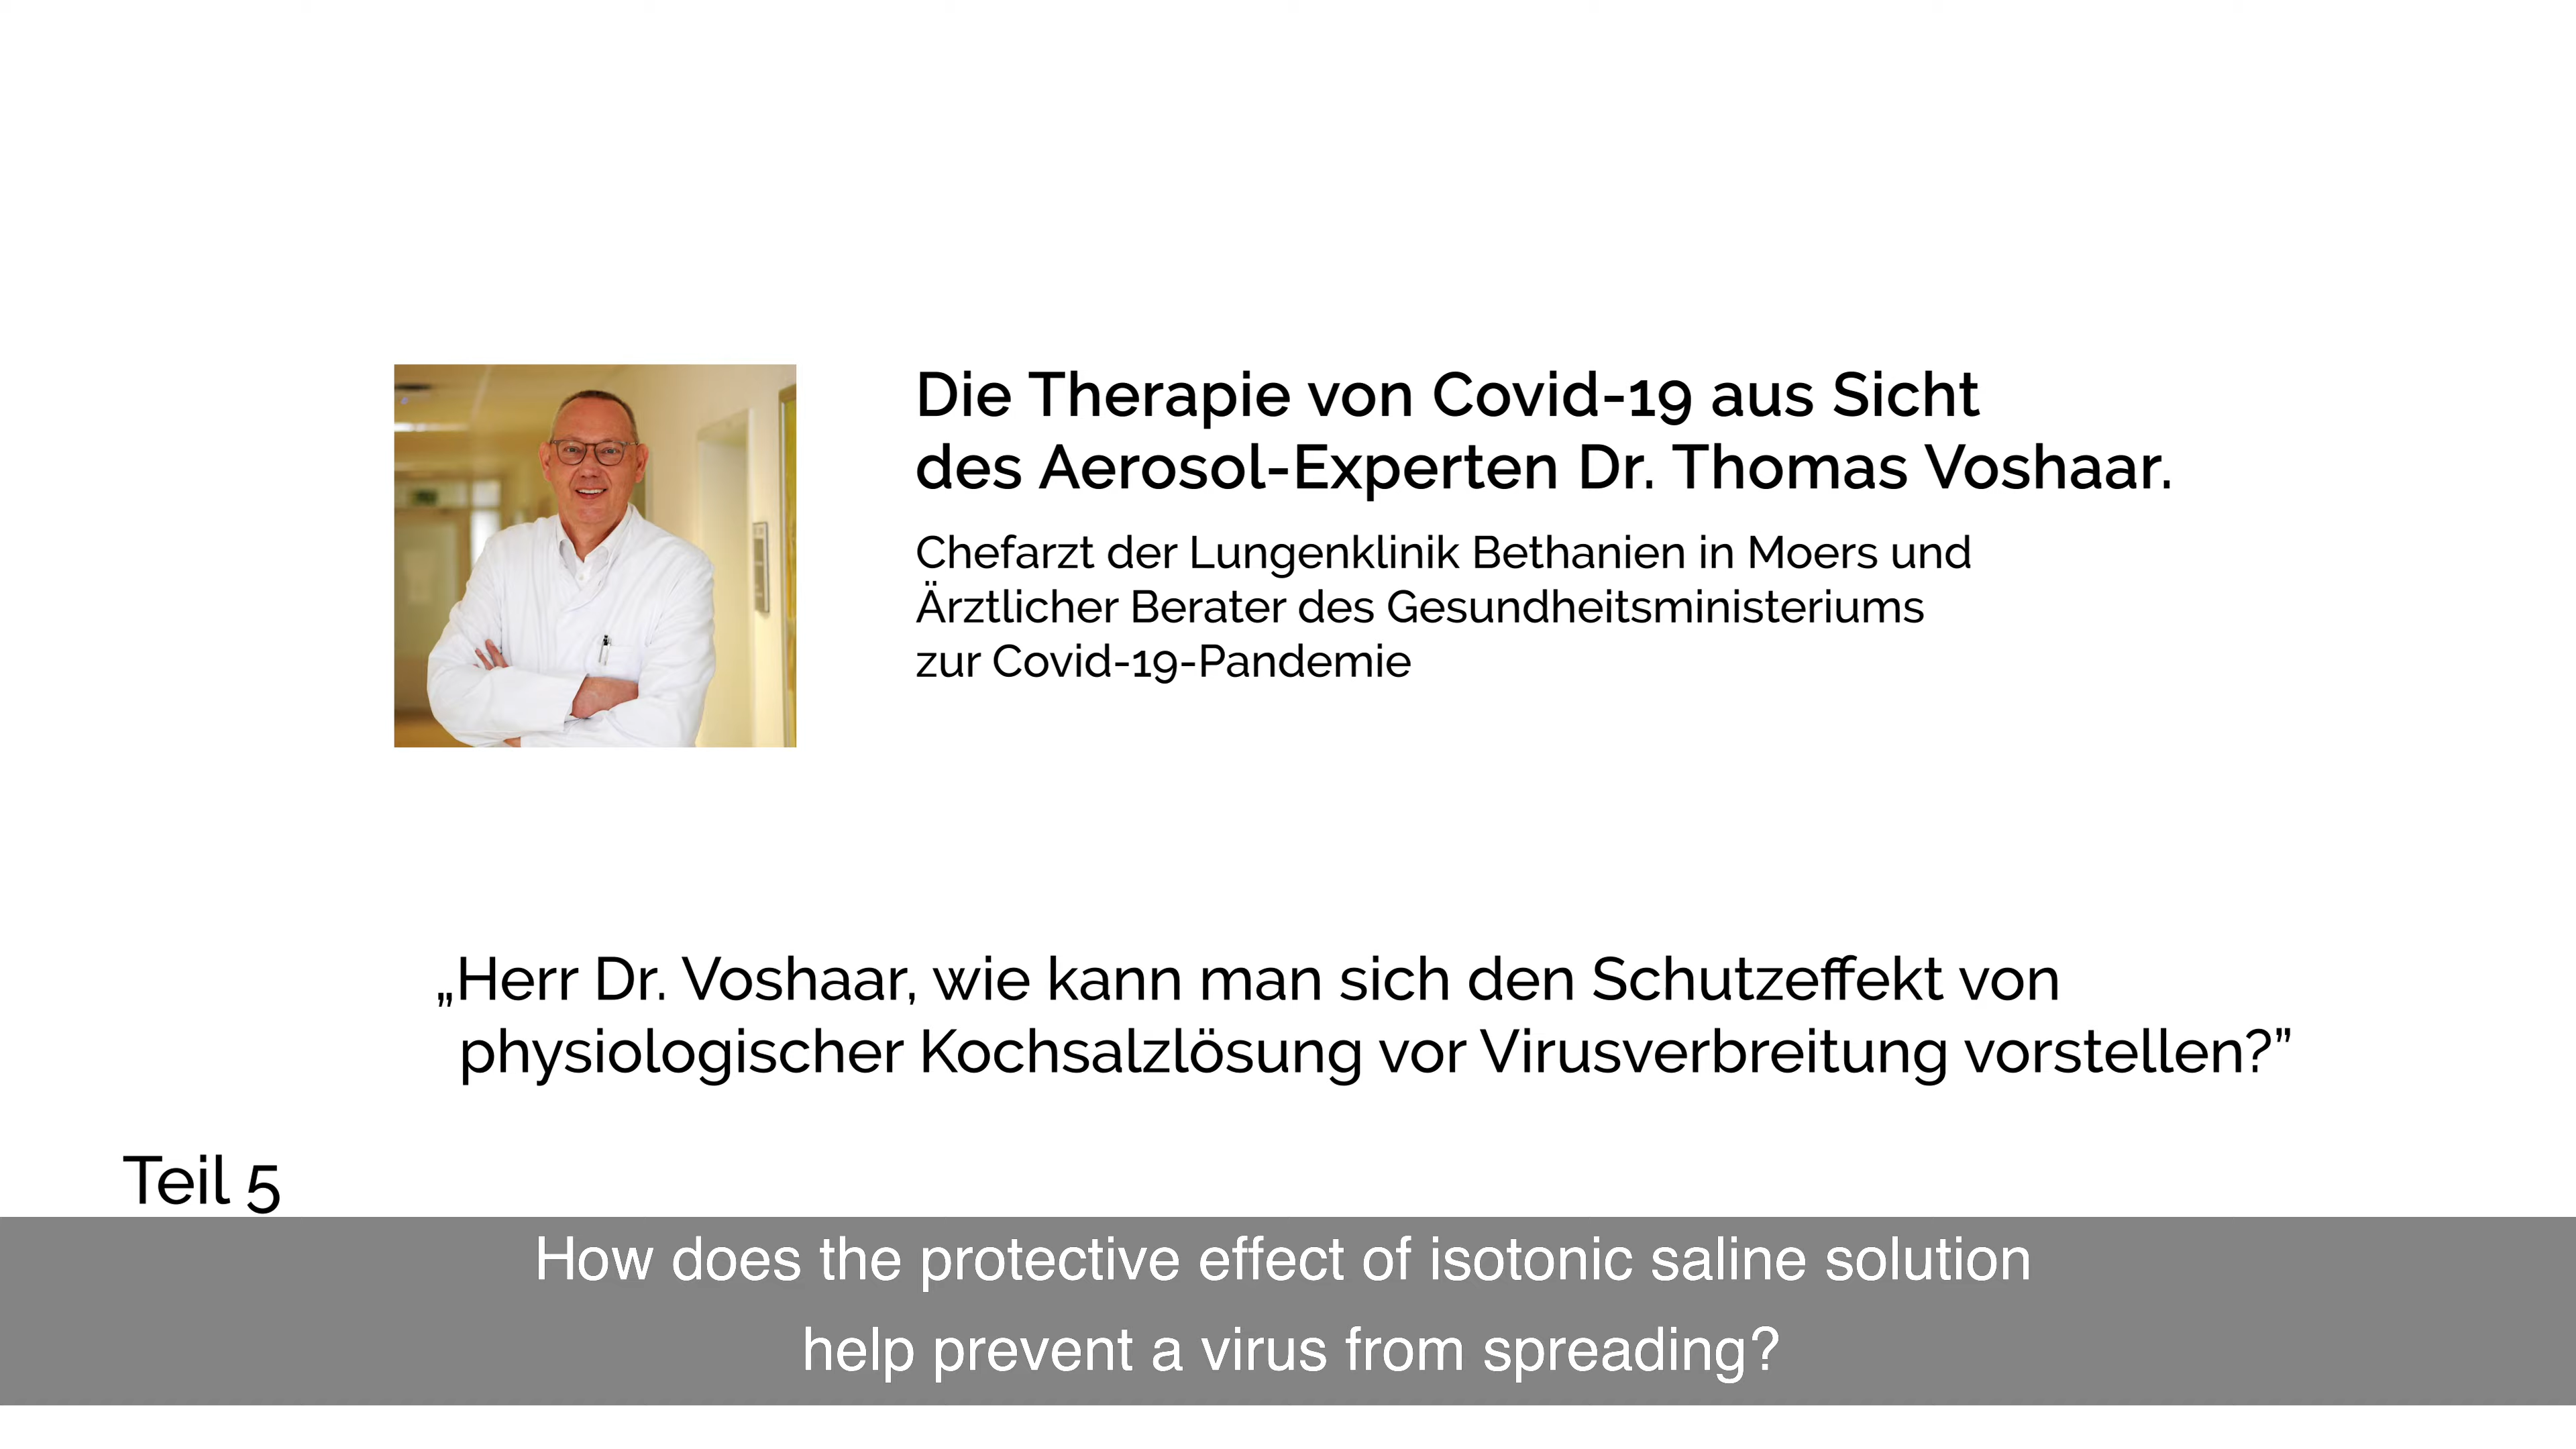 Die Therapie von Covid-19 aus Sicht
des Aerosol-Experten Dr. Thomas Voshaar.
Chefarzt der Lungenklinik Bethanien in Moers und
Ärztlicher Berater des Gesundheitsministeriums
zur Covid-19-Pandemie
„Herr Dr. Voshaar, wie kann man sich den Schutzeffekt von
physiologischer Kochsalzlösung vor Virusverbreitung vorstellen?”
Teil 5
How does the protective effect of isotonic saline solution
help prevent a virus from spreading?